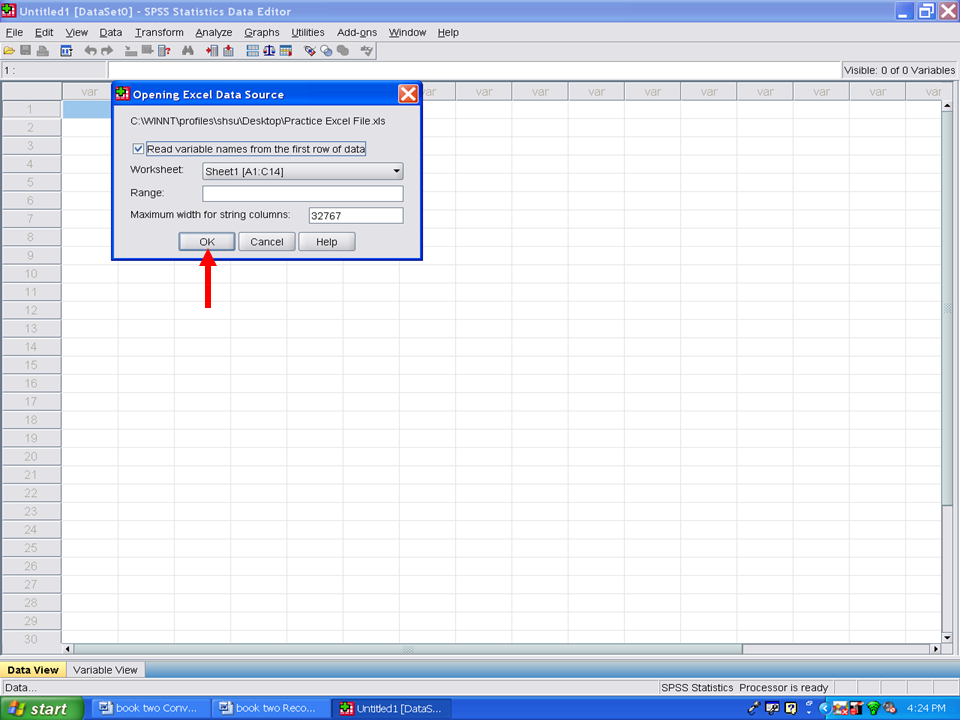 Untitled1 [DataSet0] - SPSS Statistics Data Editor
File Edit View Data Transform Analyze Graphs Utilities Add-ons Window Help
1 : Visible: 0 of 0 Variables
var var var var var var var var var var var
Opening Excel Data Source
C:\WINNT\profiles\shsu\Desktop\Practice Excel File.xls
Read variable names from the first row of data
Worksheet: Sheet1 [A1:C14]
Range:
Maximum width for string columns: 32767
OK Cancel Help
1
2
3
4
5
6
7
8
9
10
11
12
13
14
15
16
17
18
19
20
21
22
23
24
25
26
27
28
29
30
Data View Variable View
Data... SPSS Statistics Processor is ready
start book two Conv... book two Reco... Untitled1 [DataS... 4:24 PM